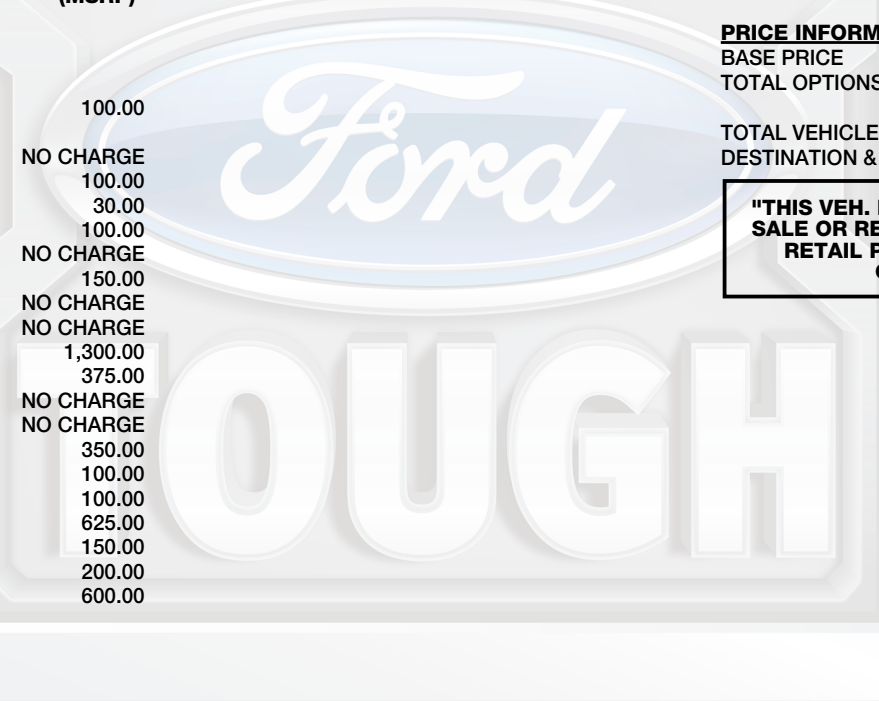 (MSRP)
100.00
NO CHARGE
100.00
30.00
100.00
NO CHARGE
150.00
NO CHARGE
NO CHARGE
1,300.00
375.00
NO CHARGE
NO CHARGE
350.00
100.00
100.00
625.00
150.00
200.00
600.00
Ford
TOUGH
PRICE INFORM
BASE PRICE
TOTAL OPTIONS
TOTAL VEHICLE
DESTINATION &
"THIS VEH.
SALE OR RE
RETAIL P